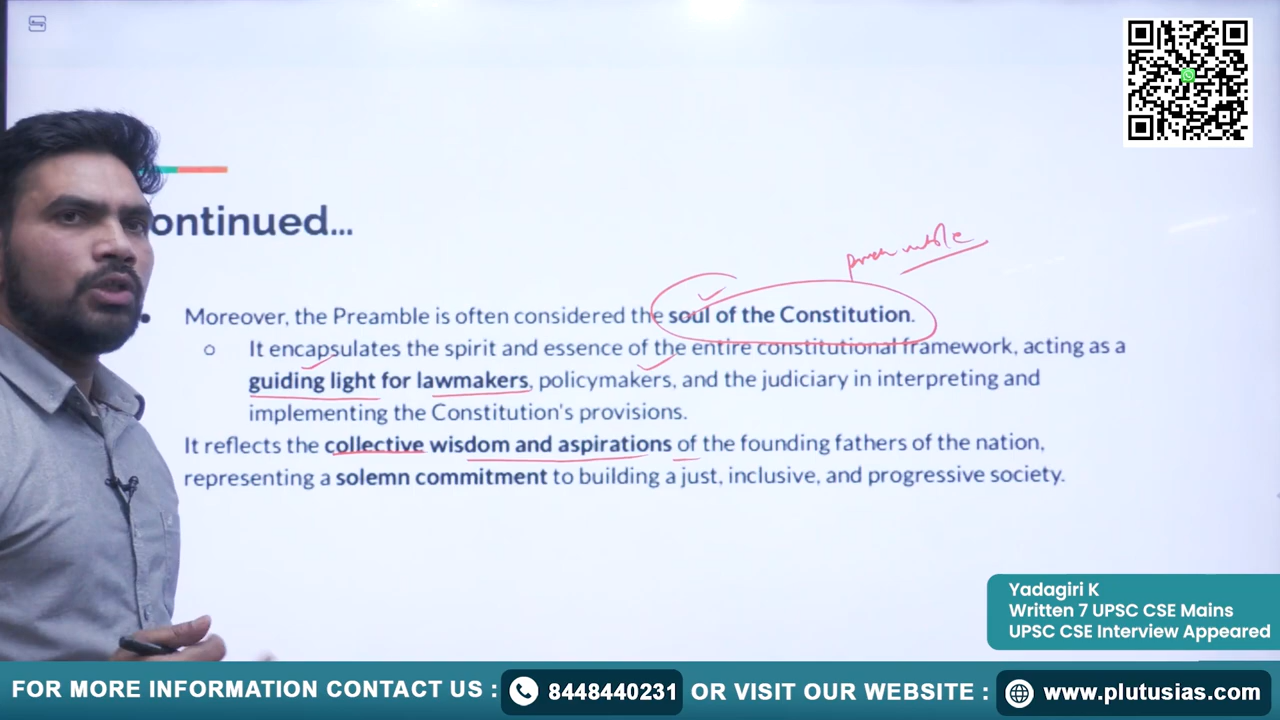 ontinued...
preamble
Moreover, the Preamble is often considered the soul of the Constitution.
It encapsulates the spirit and essence of the entire constitutional framework, acting as a
guiding light for lawmakers, policymakers, and the judiciary in interpreting and
implementing the Constitution's provisions.
It reflects the collective wisdom and aspirations of the founding fathers of the nation,
representing a solemn commitment to building a just, inclusive, and progressive society.
Yadagiri K
Written 7 UPSC CSE Mains
UPSC CSE Interview Appeared
FOR MORE INFORMATION CONTACT US : 8448440231 OR VISIT OUR WEBSITE : www.plutusias.com